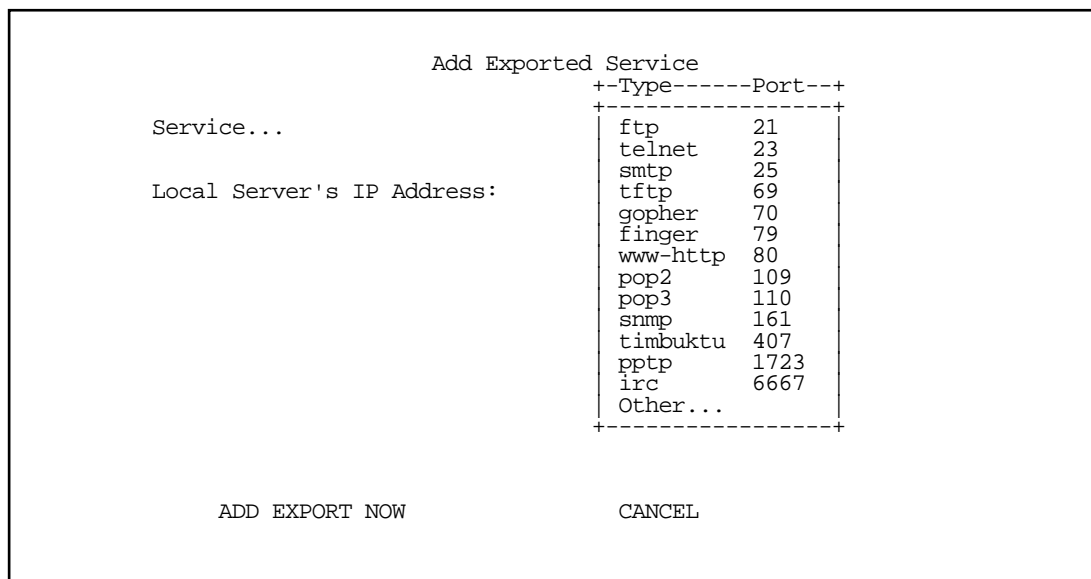 Add Exported Service
+-Type------Port--+
+-----------------+
Service... | ftp 21 |
| telnet 23 |
| smtp 25 |
Local Server's IP Address: | tftp 69 |
| gopher 70 |
| finger 79 |
| www-http 80 |
| pop2 109 |
| pop3 110 |
| snmp 161 |
| timbuktu 407 |
| pptp 1723 |
| irc 6667 |
| Other... |
+-----------------+
ADD EXPORT NOW CANCEL